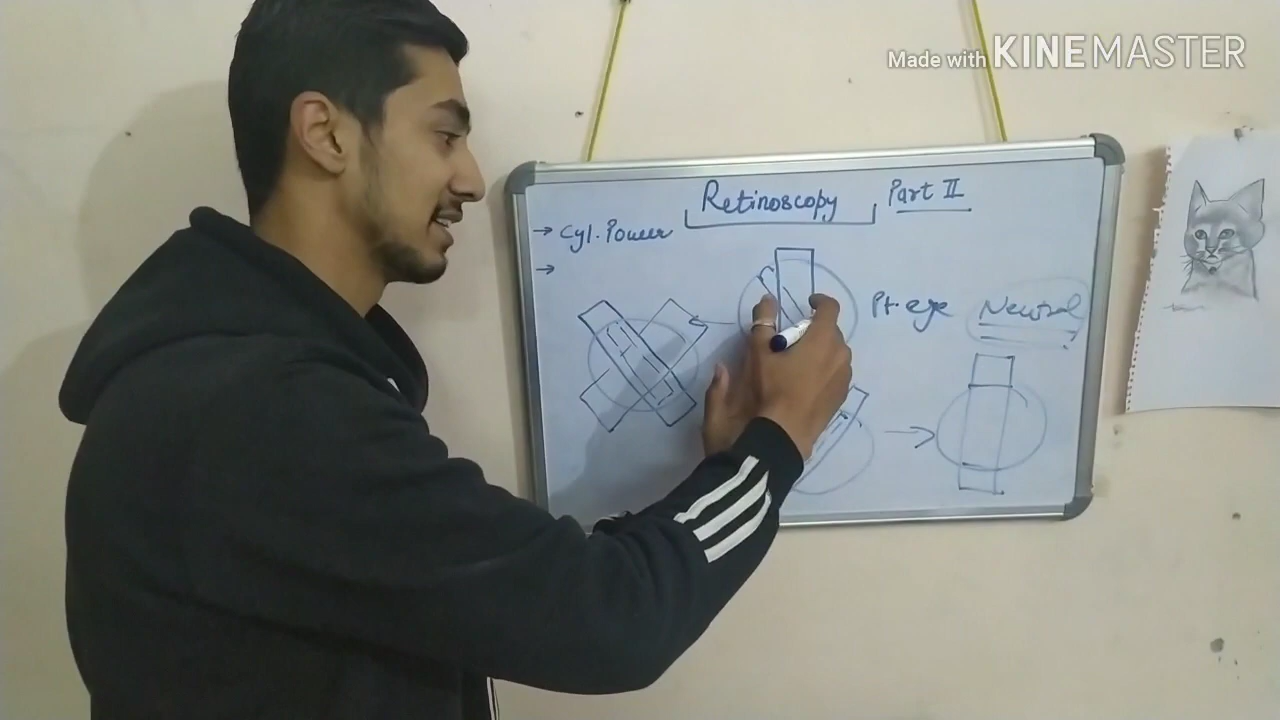 Made with KINEMASTER
Retinoscopy Part II
→ Cyl. Power
→
Pt. eye Neutral